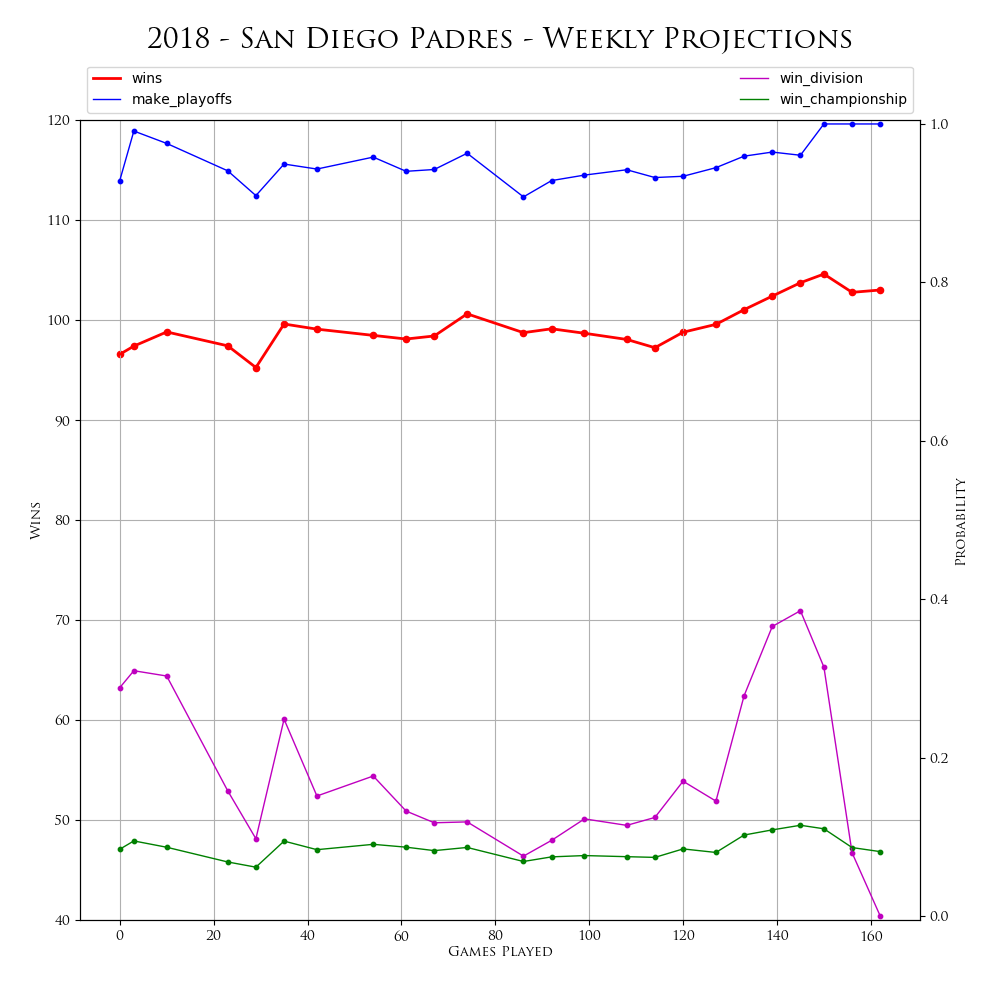 2018 - San Diego Padres - Weekly Projections
wins
make_playoffs
win_division
win_championship
120
110
100
90
80
70
60
50
40
Wins
1.0
0.8
0.6
0.4
0.2
0.0
Probability
0 20 40 60 80 100 120 140 160
Games Played